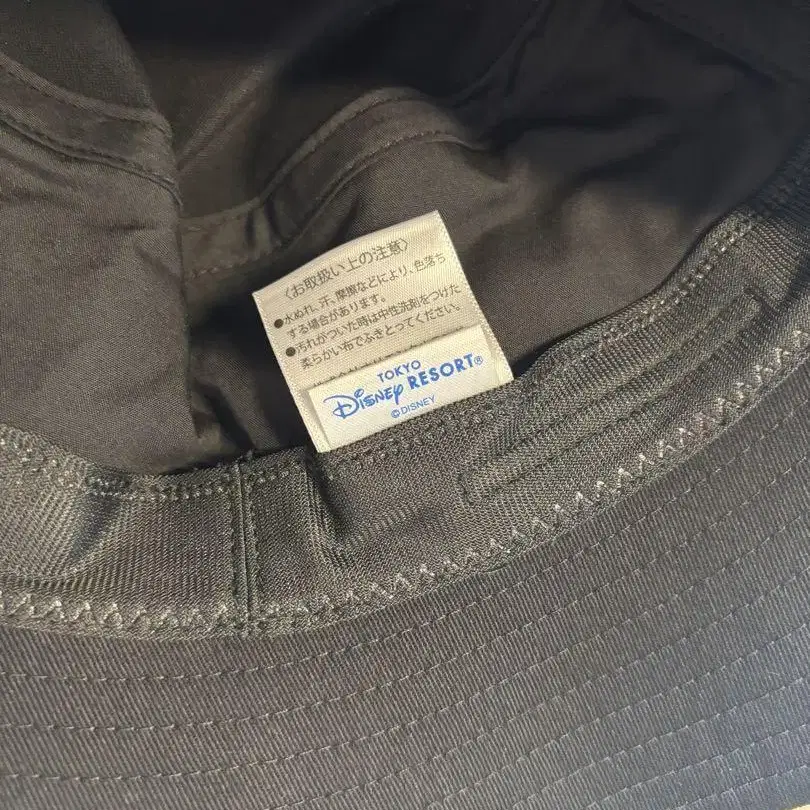 〈お取扱い上の注意〉
●水ぬれ、汗、摩擦などにより、色落ち
する場合があります。
●汚れがついた時は中性洗剤をつけた
柔らかい布でふきとってください。
TOKYO
Disney RESORT®
©DISNEY